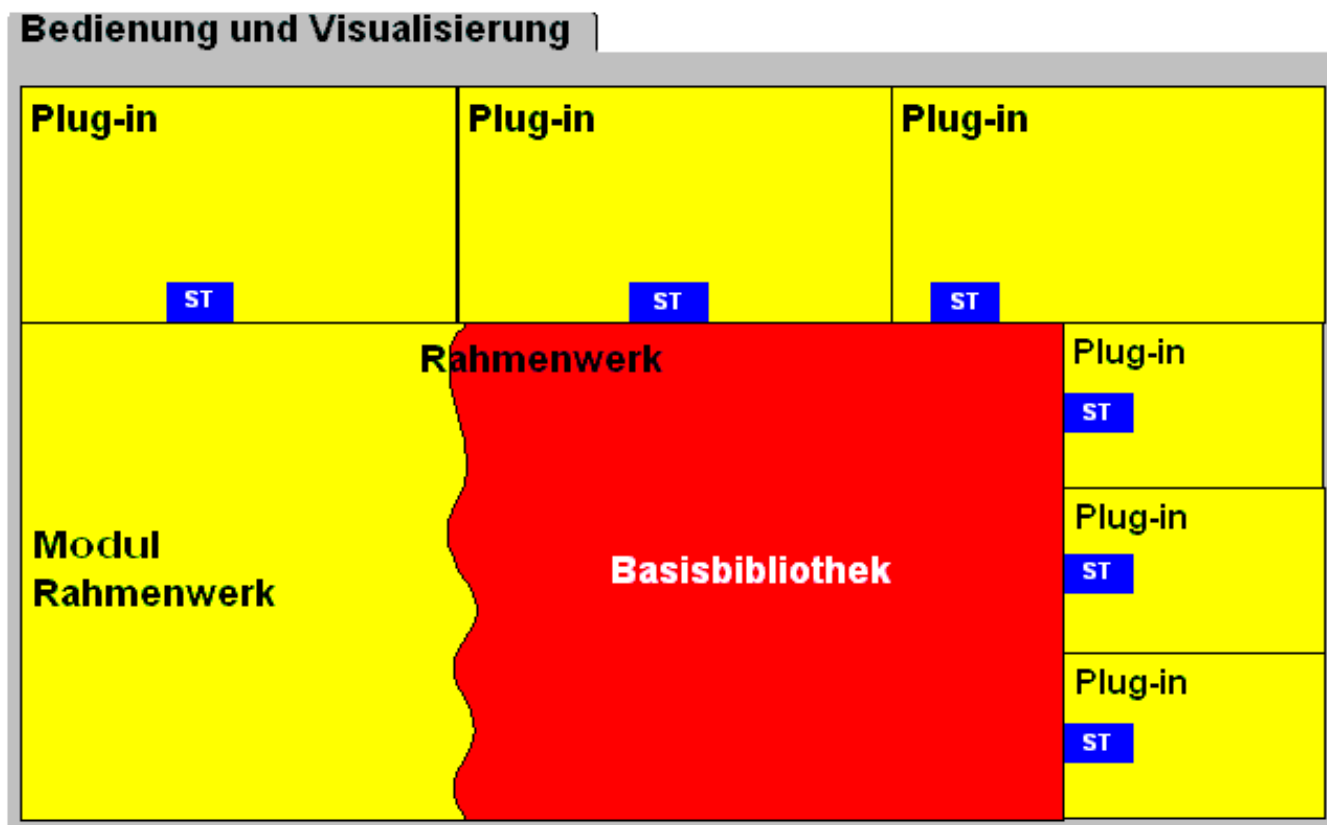 Bedienung und Visualisierung
Plug-in
Plug-in
Plug-in
ST
ST
ST
Rahmenwerk
Plug-in
ST
Modul
Rahmenwerk
Basisbibliothek
Plug-in
ST
Plug-in
ST